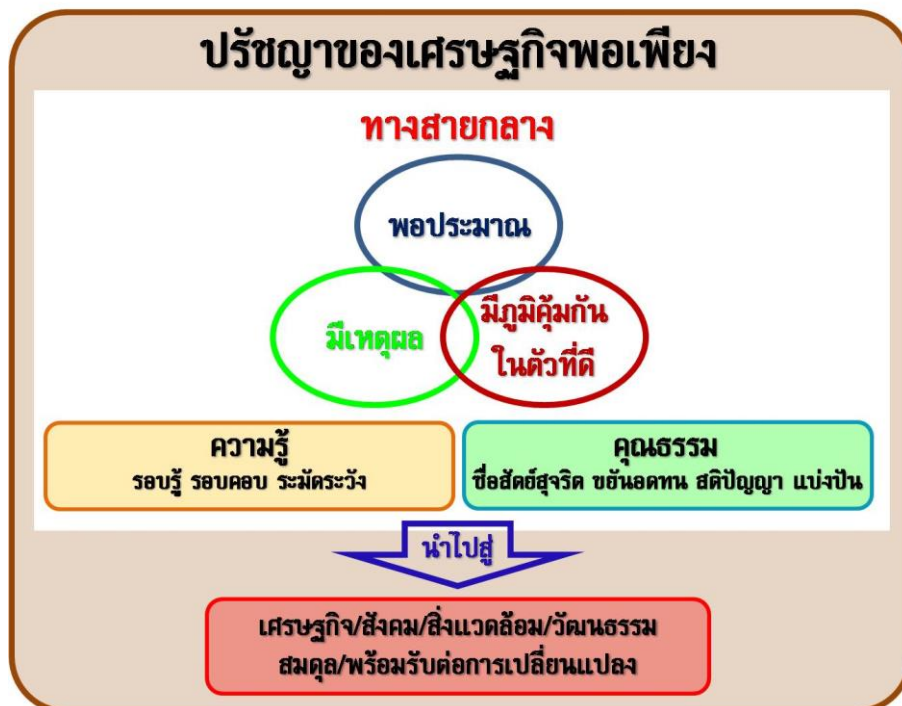 ปรัชญาของเศรษฐกิจพอเพียง
ทางสายกลาง
พอประมาณ
มีเหตุผล
มีภูมิคุ้มกัน
ในตัวที่ดี
ความรู้
รอบรู้ รอบคอบ ระมัดระวัง
คุณธรรม
ซื่อสัตย์สุจริต ขยันอดทน สติปัญญา แบ่งปัน
นำไปสู่
เศรษฐกิจ/สังคม/สิ่งแวดล้อม/วัฒนธรรม
สมดุล/พร้อมรับต่อการเปลี่ยนแปลง